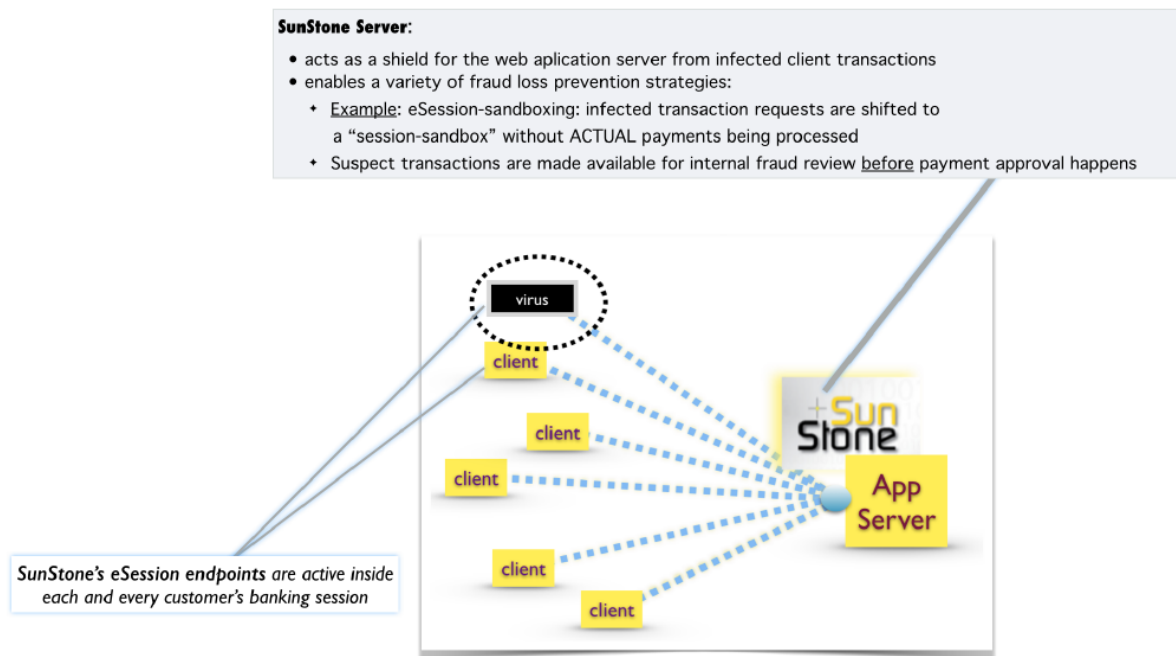 SunStone Server:
• acts as a shield for the web aplication server from infected client transactions
• enables a variety of fraud loss prevention strategies:
✦ Example: eSession-sandboxing: infected transaction requests are shifted to
a “session-sandbox” without ACTUAL payments being processed
✦ Suspect transactions are made available for internal fraud review before payment approval happens
virus
client
client
client
client
client
+Sun
Stone
App
Server
SunStone’s eSession endpoints are active inside
each and every customer’s banking session